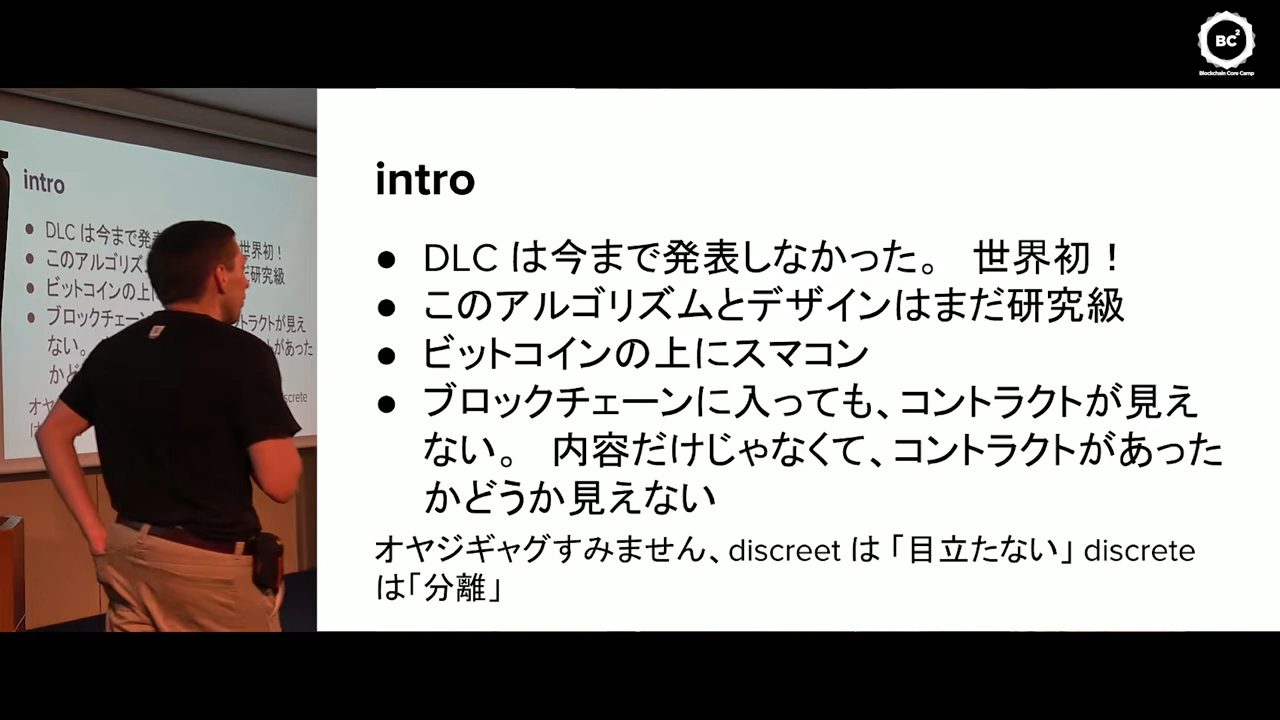 BC²
Blockchain Core Camp
intro
● DLC は今まで発表しなかった。 世界初！
● このアルゴリズムとデザインはまだ研究級
● ビットコインの上にスマコン
● ブロックチェーンに入っても、コントラクトが見え
ない。 内容だけじゃなくて、コントラクトがあった
かどうか見えない
オヤジギャグすみません、discreet は 「目立たない」 discrete
は「分離」
intro
● DLC は今まで発表 世界初！
● このアルゴリズ だ研究級
● ビットコインの上に
● ブロックチェーン トラクトが見え
ない。 があった
かど
オヤ screte
は